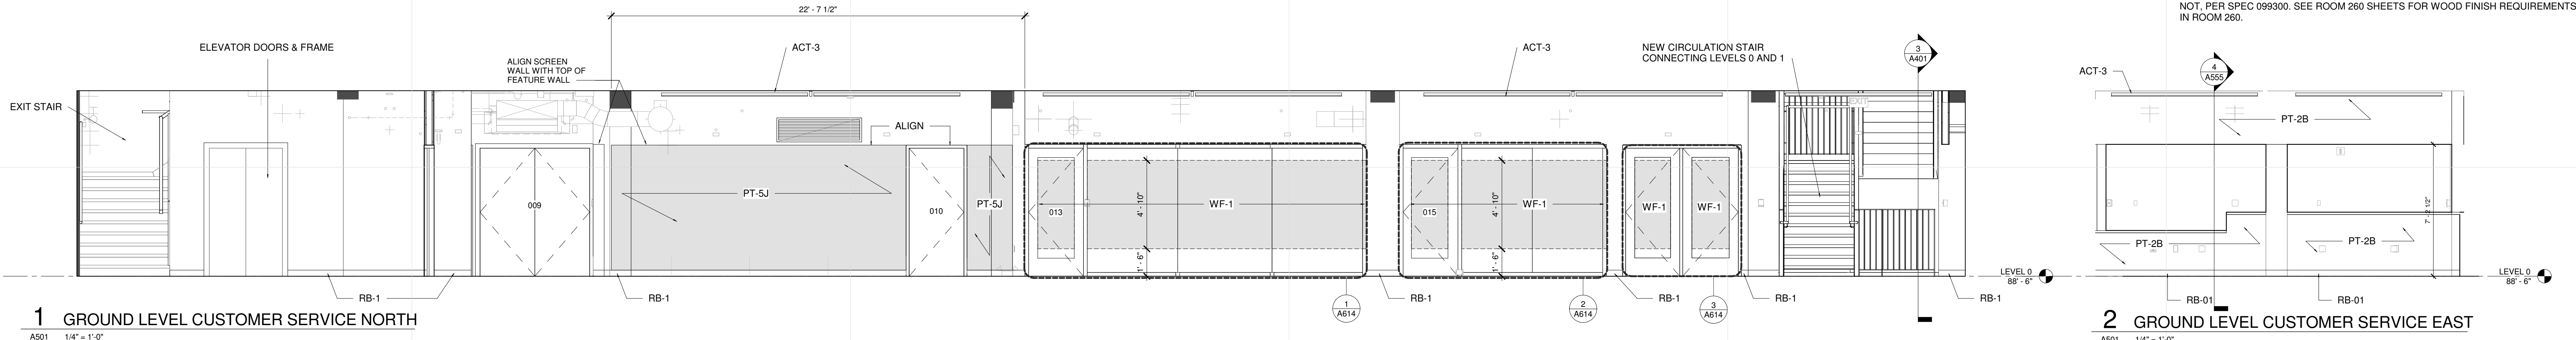 NOT, PER SPEC 099300. SEE ROOM 260 SHEETS FOR WOOD FINISH REQUIREMENTS
IN ROOM 260.
22' - 7 1/2"
ELEVATOR DOORS & FRAME
ACT-3
ACT-3
NEW CIRCULATION STAIR
CONNECTING LEVELS 0 AND 1
3
A401
ALIGN SCREEN
WALL WITH TOP OF
FEATURE WALL
EXIT STAIR
ALIGN
EXIT
009
PT-5J
010
PT-5J
013
4' - 10"
WF-1
015
4' - 10"
WF-1
WF-1
WF-1
1' - 6"
1' - 6"
LEVEL 0
88' - 6"
RB-1
RB-1
RB-1
RB-1
RB-1
RB-1
1
A614
2
A614
3
A614
1 GROUND LEVEL CUSTOMER SERVICE NORTH
A501 1/4" = 1'-0"
ACT-3
4
A555
PT-2B
PT-2B
PT-2B
7' - 2 1/2"
LEVEL 0
88' - 6"
RB-01
RB-01
2 GROUND LEVEL CUSTOMER SERVICE EAST
A501 1/4" = 1'-0"